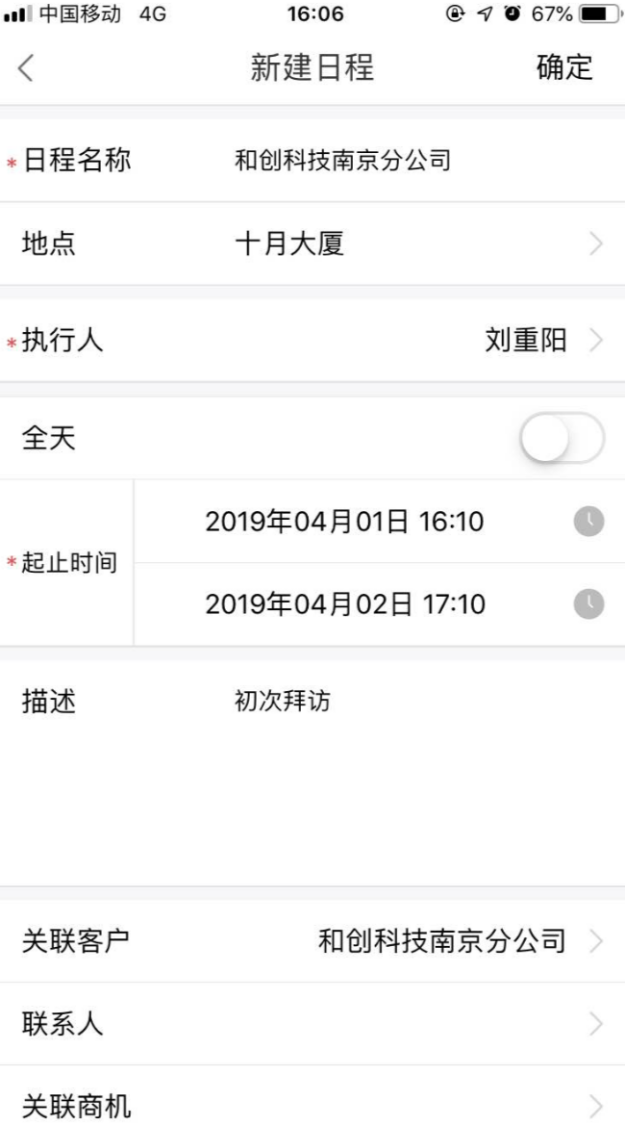 中国移动 4G 16:06 67%
新建日程 确定
*日程名称 和创科技南京分公司
地点 十月大厦
*执行人 刘重阳
全天
2019年04月01日 16:10
*起止时间
2019年04月02日 17:10
描述 初次拜访
关联客户 和创科技南京分公司
联系人
关联商机